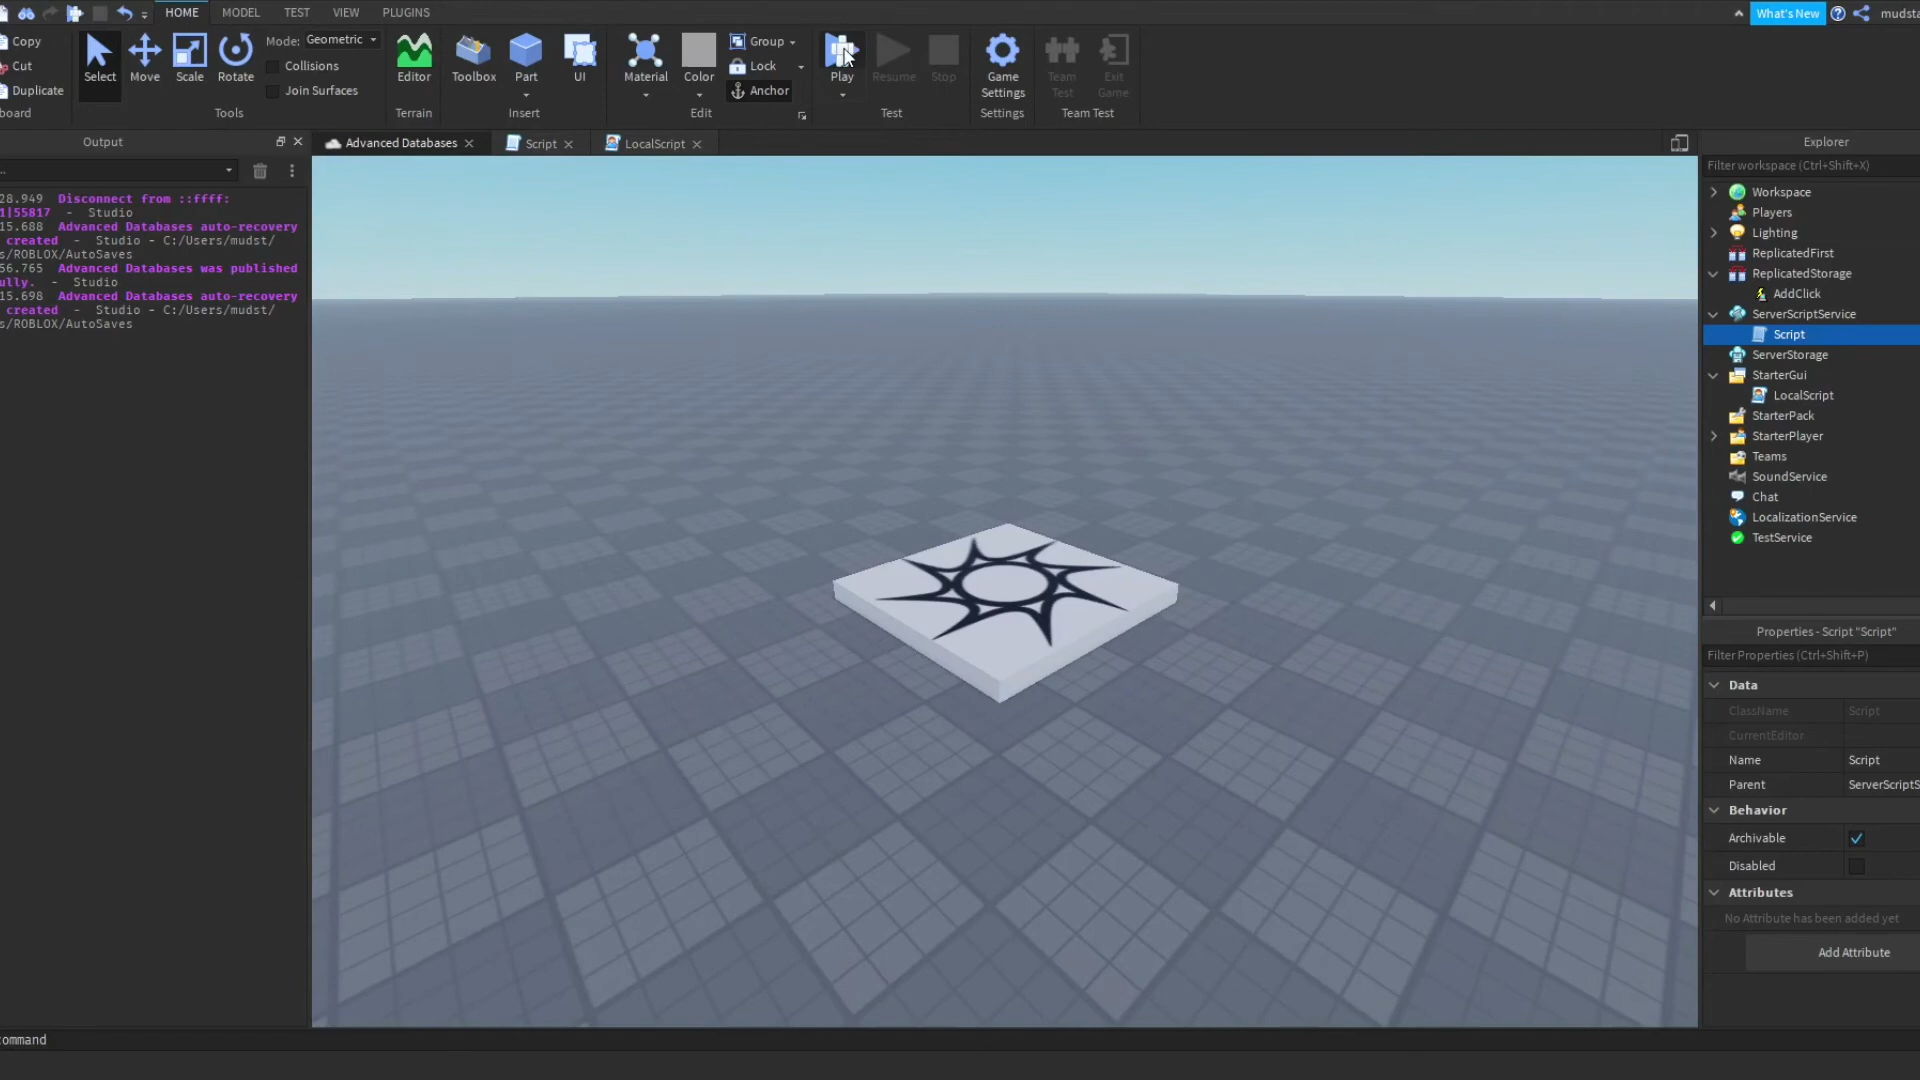 HOME
MODEL
TEST
VIEW
PLUGINS
What's New
Copy
Cut
Duplicate
Select
Move
Scale
Rotate
Mode:
Geometric
Collisions
Join Surfaces
Editor
Toolbox
Part
UI
Material
Color
Group
Lock
Anchor
Play
Resume
Stop
Game
Settings
Team
Test
Exit
Game
Tools
Terrain
Insert
Edit
Test
Settings
Team Test
Output
Advanced Databases
Script
LocalScript
Explorer
28.949 Disconnect from ::ffff:
1|55817 - Studio
15.688 Advanced Databases auto-recovery
created - Studio - C:/Users/mudst/
s/ROBLOX/AutoSaves
56.765 Advanced Databases was published
- Studio
15.698 Advanced Databases auto-recovery
created - Studio - C:/Users/mudst/
s/ROBLOX/AutoSaves
Filter workspace (Ctrl+Shift+X)
Workspace
Players
Lighting
ReplicatedFirst
ReplicatedStorage
AddClick
ServerScriptService
Script
ServerStorage
StarterGui
LocalScript
StarterPack
StarterPlayer
Teams
SoundService
Chat
LocalizationService
TestService
Properties - Script "Script"
Filter Properties (Ctrl+Shift+P)
Data
ClassName Script
CurrentEditor
Name Script
Parent ServerScriptS
Behavior
Archivable
Disabled
Attributes
No Attribute has been added yet
Add Attribute